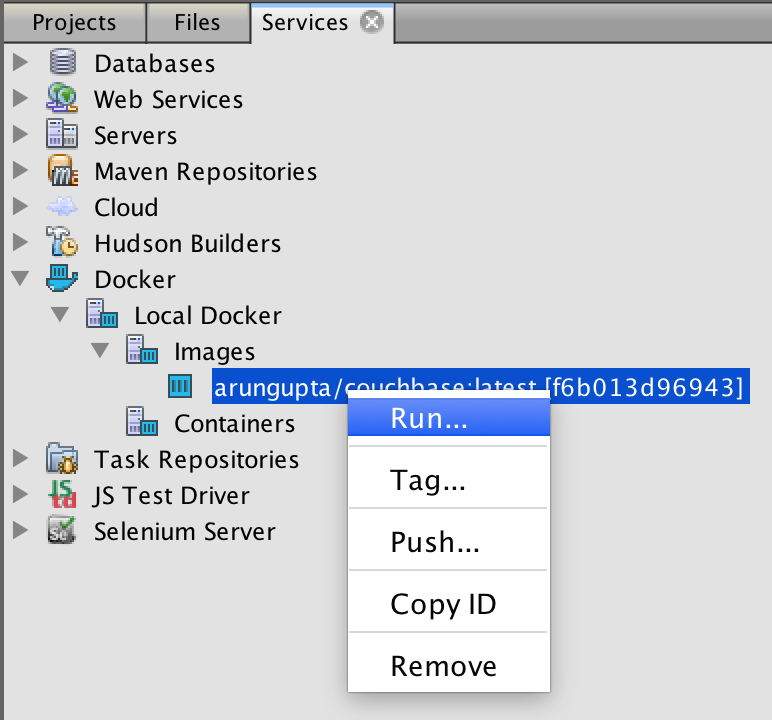 Projects Files Services
Databases
Web Services
Servers
Maven Repositories
Cloud
Hudson Builders
Docker
Local Docker
Images
arungupta/couchbase:latest [f6b013d96943]
Run...
Containers
Tag...
Task Repositories
JS Test Driver
Selenium Server
Push...
Copy ID
Remove